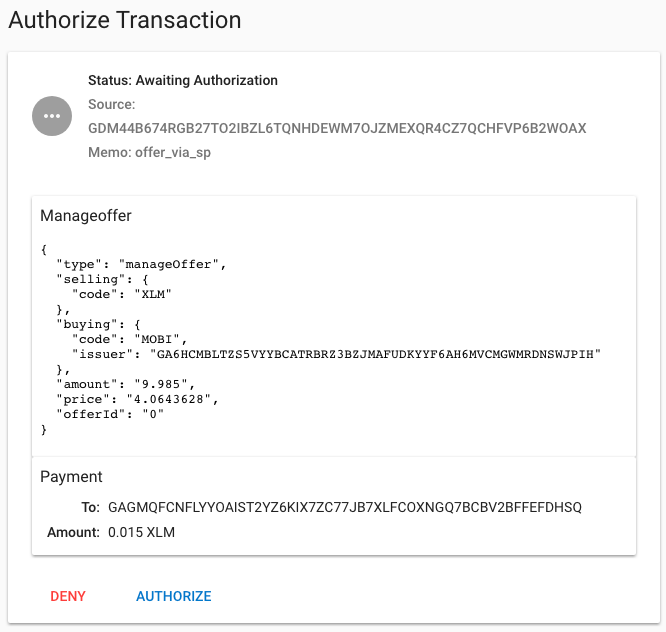 Authorize Transaction
Status: Awaiting Authorization
Source:
GDM44B674RGB27TO2IBZL6TQNHDEWM7OJZMEXQR4CZ7QCHFVP6B2WOAX
Memo: offer_via_sp
Manageoffer
{
  "type": "manageOffer",
  "selling": {
    "code": "XLM"
  },
  "buying": {
    "code": "MOBI",
    "issuer": "GA6HCMBLTZS5VYYBCATRBRZ3BZJMAFUDKYYF6AH6MVCMGWMRDNSWJPIH"
  },
  "amount": "9.985",
  "price": "4.0643628",
  "offerId": "0"
}
Payment
To: GAGMQFCNFLYYOAIST2YZ6KIX7ZC77JB7XLFCOXNGQ7BCBV2BFFEFDHSQ
Amount: 0.015 XLM
DENY AUTHORIZE